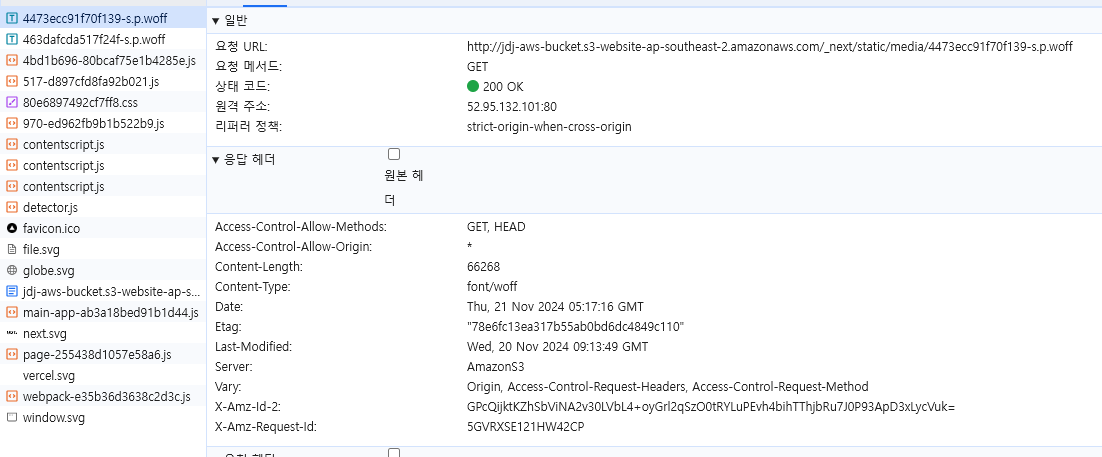 4473ecc91f70f139-s.p.woff
463dafcda517f24f-s.p.woff
4bd1b696-80bcaf75e1b4285e.js
517-d897cfd8fa92b021.js
80e6897492cf7ff8.css
970-ed962fb9b1b522b9.js
contentscript.js
contentscript.js
contentscript.js
detector.js
favicon.ico
file.svg
globe.svg
jdj-aws-bucket.s3-website-ap-s...
main-app-ab3a18bed91b1d44.js
next.svg
page-255438d1057e58a6.js
vercel.svg
webpack-e35b36d3638c2d3c.js
window.svg
▼ 일반
요청 URL: http://jdj-aws-bucket.s3-website-ap-southeast-2.amazonaws.com/_next/static/media/4473ecc91f70f139-s.p.woff
요청 메서드: GET
상태 코드: 200 OK
원격 주소: 52.95.132.101:80
리퍼러 정책: strict-origin-when-cross-origin
▼ 응답 헤더
원본 헤
더
Access-Control-Allow-Methods: GET, HEAD
Access-Control-Allow-Origin: *
Content-Length: 66268
Content-Type: font/woff
Date: Thu, 21 Nov 2024 05:17:16 GMT
Etag: "78e6fc13ea317b55ab0bd6dc4849c110"
Last-Modified: Wed, 20 Nov 2024 09:13:49 GMT
Server: AmazonS3
Vary: Origin, Access-Control-Request-Headers, Access-Control-Request-Method
X-Amz-Id-2: GPcQijktKZhSbViNA2v30LVbL4+oyGrl2qSzO0tRYLuPEvh4bihTThjbRu7J0P93ApD3xLycVuk=
X-Amz-Request-Id: 5GVRXSE121HW42CP